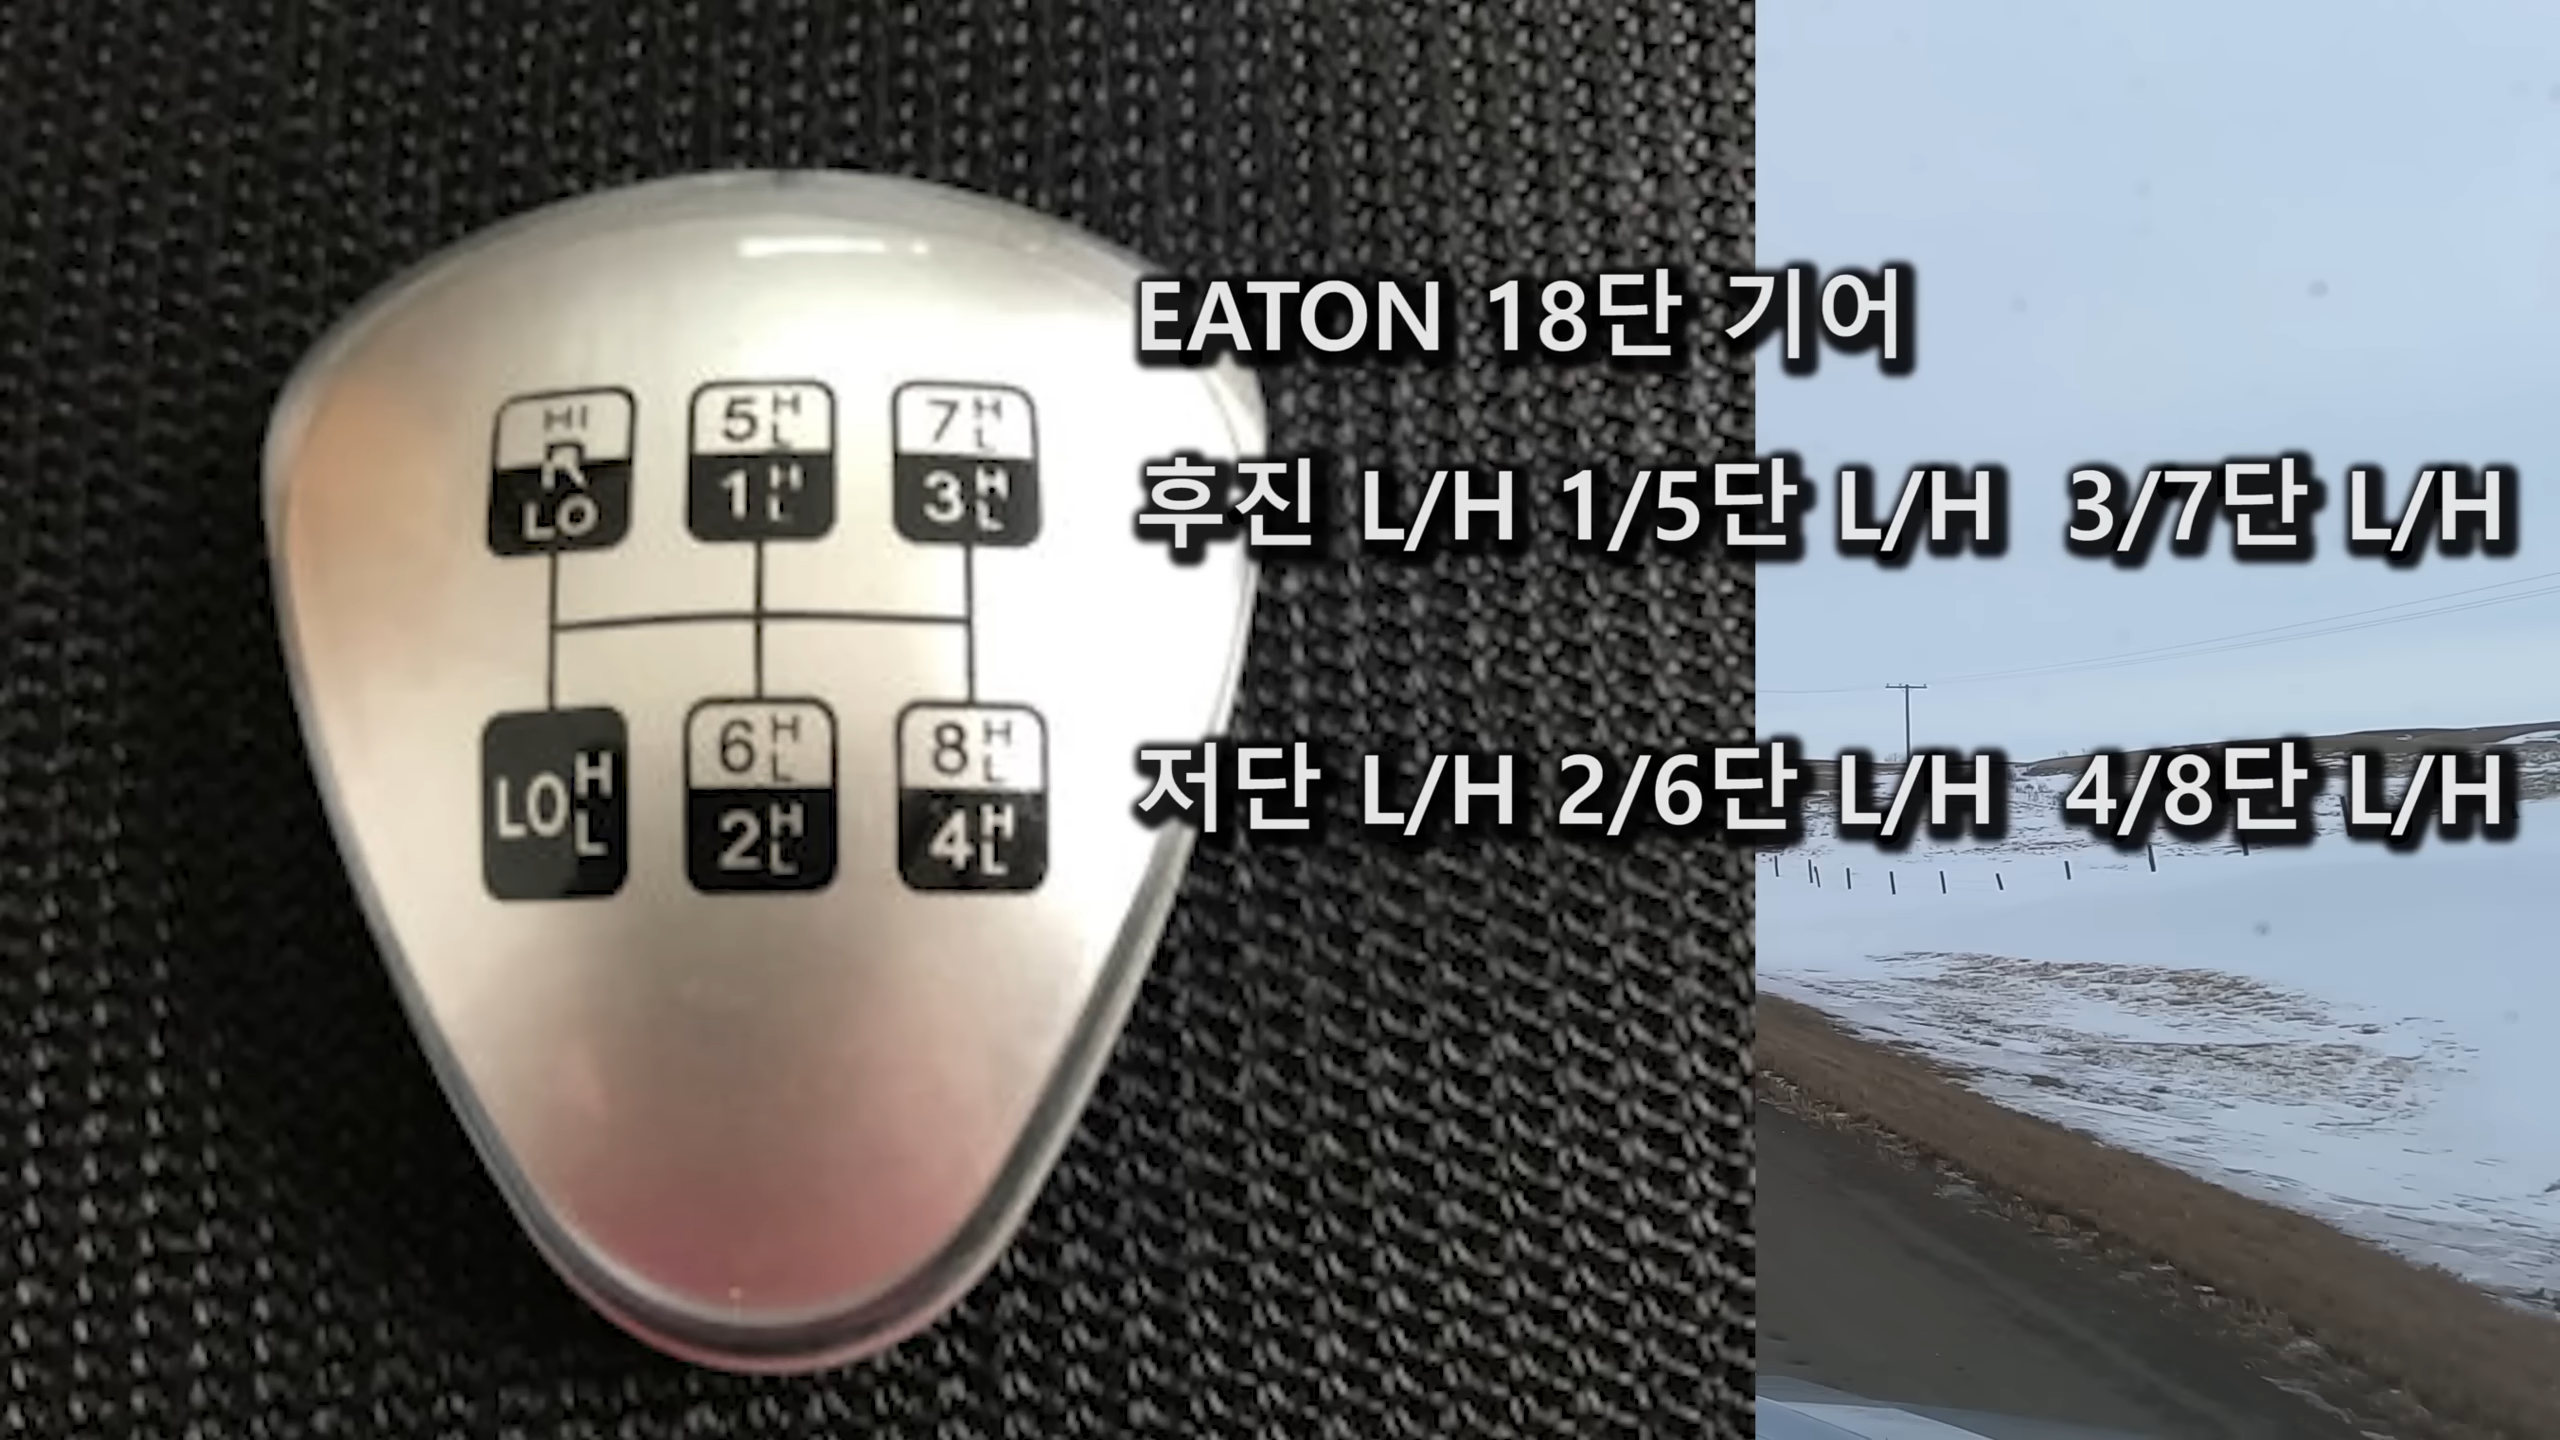 EATON 18단 기어
후진 L/H 1/5단 L/H 3/7단 L/H
저단 L/H 2/6단 L/H 4/8단 L/H
HI
R
LO
5 H L
1 H L
7 H L
3 H L
LO H L
6 H L
2 H L
8 H L
4 H L